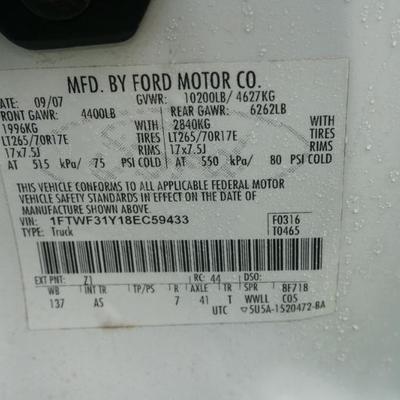 MFD. BY FORD MOTOR CO.
DATE: 09/07 GVWR: 10200LB/ 4627KG
FRONT GAWR: 4400LB REAR GAWR: 6262LB
1996KG WITH 2840KG WITH
LT265/70R17E TIRES LT265/70R17E TIRES
17x7.5J RIMS 17x7.5J RIMS
AT 515 kPa/ 75 PSI COLD AT 550 kPa/ 80 PSI COLD
THIS VEHICLE CONFORMS TO ALL APPLICABLE FEDERAL MOTOR
VEHICLE SAFETY STANDARDS IN EFFECT ON THE DATE OF
MANUFACTURE SHOWN ABOVE.
VIN: 1FTWF31Y18EC59433 F0316
TYPE: Truck T0465
EXT PNT: Z1 RC: 44 DSO:
WB INT TR TP/PS R AXLE TR SPR 8F718
137 AS 7 41 T WWLL C05
UTC ▽5U5A-1520472-BA